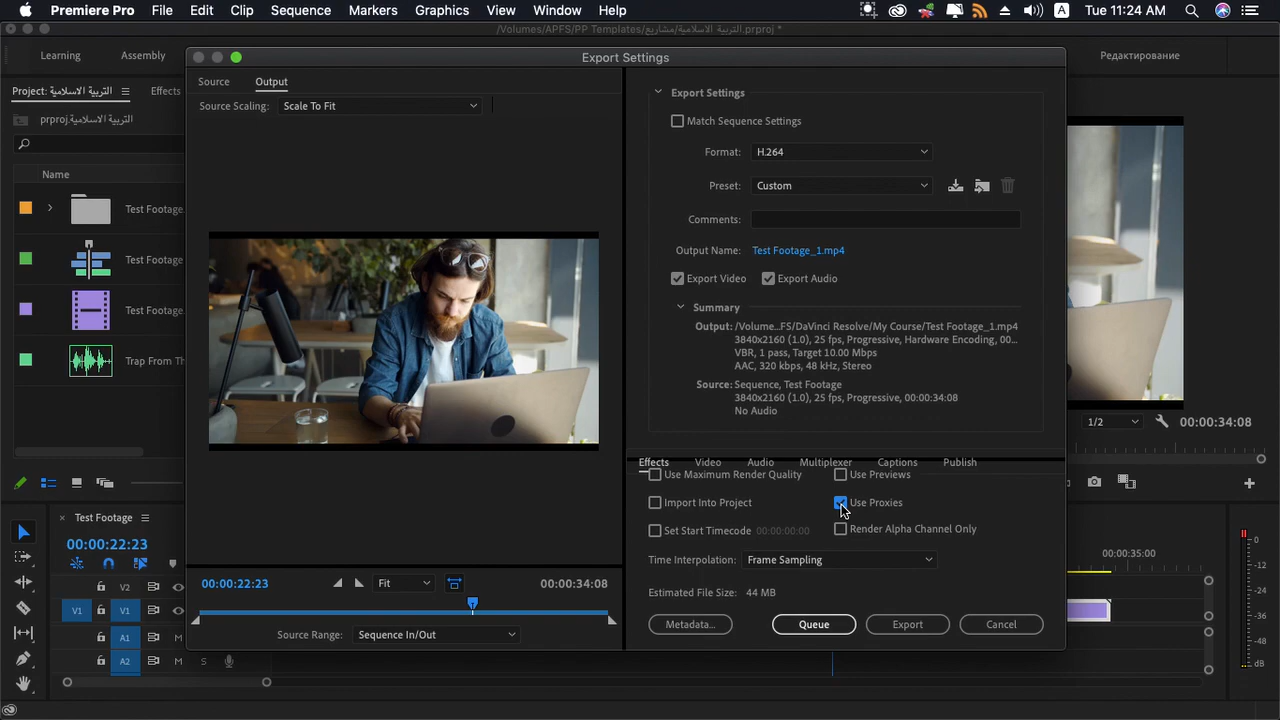 Premiere Pro File Edit Clip Sequence Markers Graphics View Window Help A Tue 11:24 AM
/Volumes/APFS/PP Templates/مشاريع/التربية الاسلامية.prproj *
Export Settings
Learning Assembly Редактирование
Project: التربية الاسلامية Effects
التربية الاسلامية.prproj
Name
Test Footage
Test Footage
Test Footage
Trap From Th
Source Output
Source Scaling: Scale To Fit
00:00:22:23 Fit 00:00:34:08
Source Range: Sequence In/Out
Export Settings
Match Sequence Settings
Format: H.264
Preset: Custom
Comments:
Output Name: Test Footage_1.mp4
Export Video Export Audio
Summary
Output: /Volume...FS/DaVinci Resolve/My Course/Test Footage_1.mp4
3840x2160 (1.0), 25 fps, Progressive, Hardware Encoding, 00...
VBR, 1 pass, Target 10.00 Mbps
AAC, 320 kbps, 48 kHz, Stereo
Source: Sequence, Test Footage
3840x2160 (1.0), 25 fps, Progressive, 00:00:34:08
No Audio
Effects Video Audio Multiplexer Captions Publish
Use Maximum Render Quality Use Previews
Import Into Project Use Proxies
Set Start Timecode 00:00:00:00 Render Alpha Channel Only
Time Interpolation: Frame Sampling
Estimated File Size: 44 MB
Metadata... Queue Export Cancel
1/2 00:00:34:08
× Test Footage
00:00:22:23
00:00:35:00
V2
V1 V1
A1 M
A2 M S
0
-12
-24
-36
-48
dB